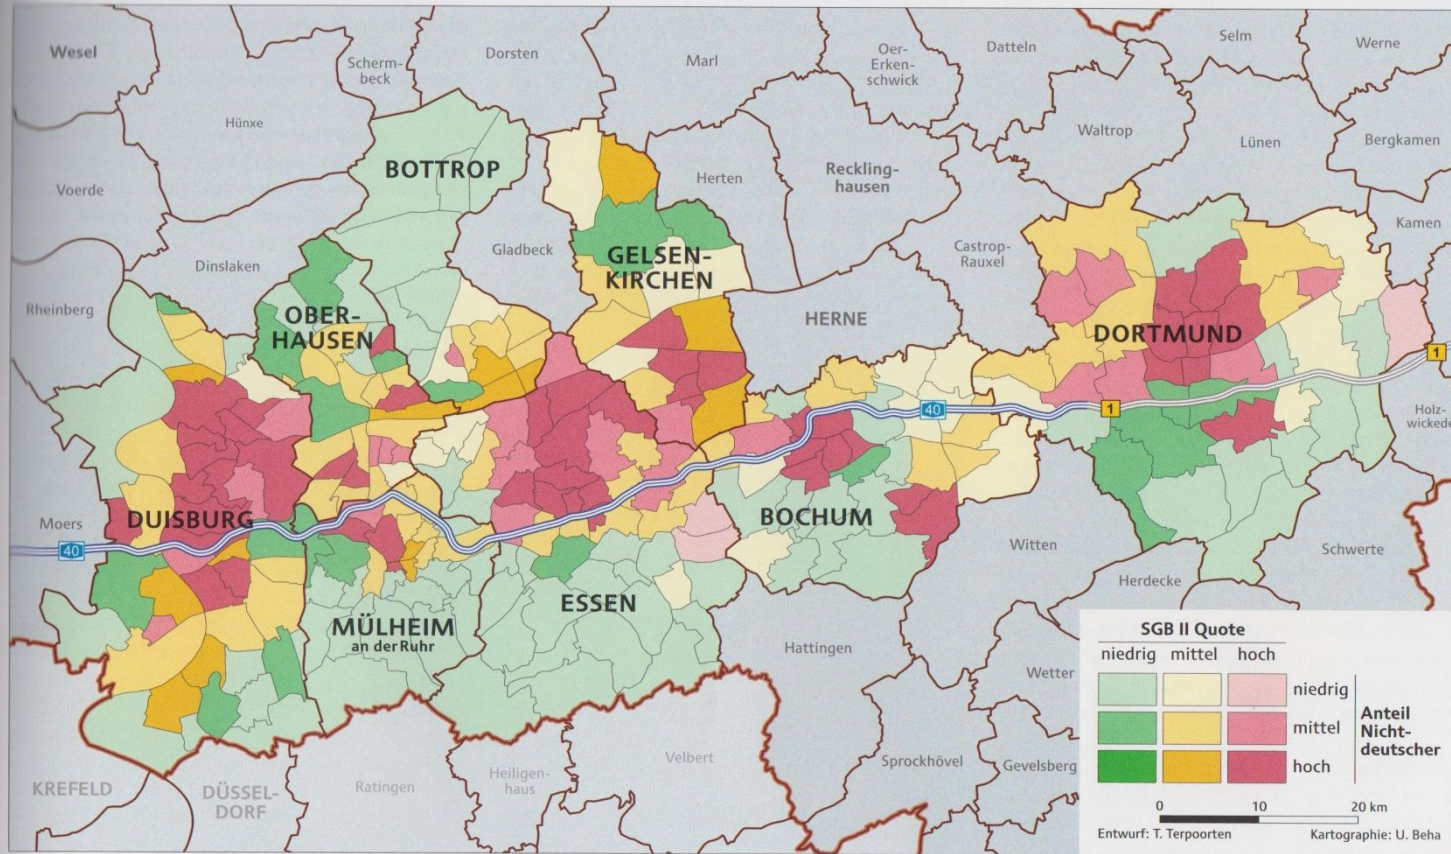 Wesel
Scherm-
beck
Dorsten
Marl
Oer-
Erken-
schwick
Datteln
Selm
Werne
Hünxe
Waltrop
Lünen
Bergkamen
Voerde
BOTTROP
Herten
Reckling-
hausen
Kamen
Dinslaken
Gladbeck
GELSEN-
KIRCHEN
Castrop-
Rauxel
Rheinberg
OBER-
HAUSEN
HERNE
DORTMUND
1
40
1
Holz-
wickede
Moers
40
DUISBURG
BOCHUM
Witten
Schwerte
Herdecke
MÜLHEIM
an der Ruhr
ESSEN
Hattingen
Wetter
KREFELD
DÜSSEL-
DORF
Ratingen
Heiligen-
haus
Velbert
Sprockhövel
Gevelsberg
SGB II Quote
niedrig mittel hoch
niedrig
mittel
hoch
Anteil
Nicht-
deutscher
0 10 20 km
Entwurf: T. Terpoorten Kartographie: U. Beha